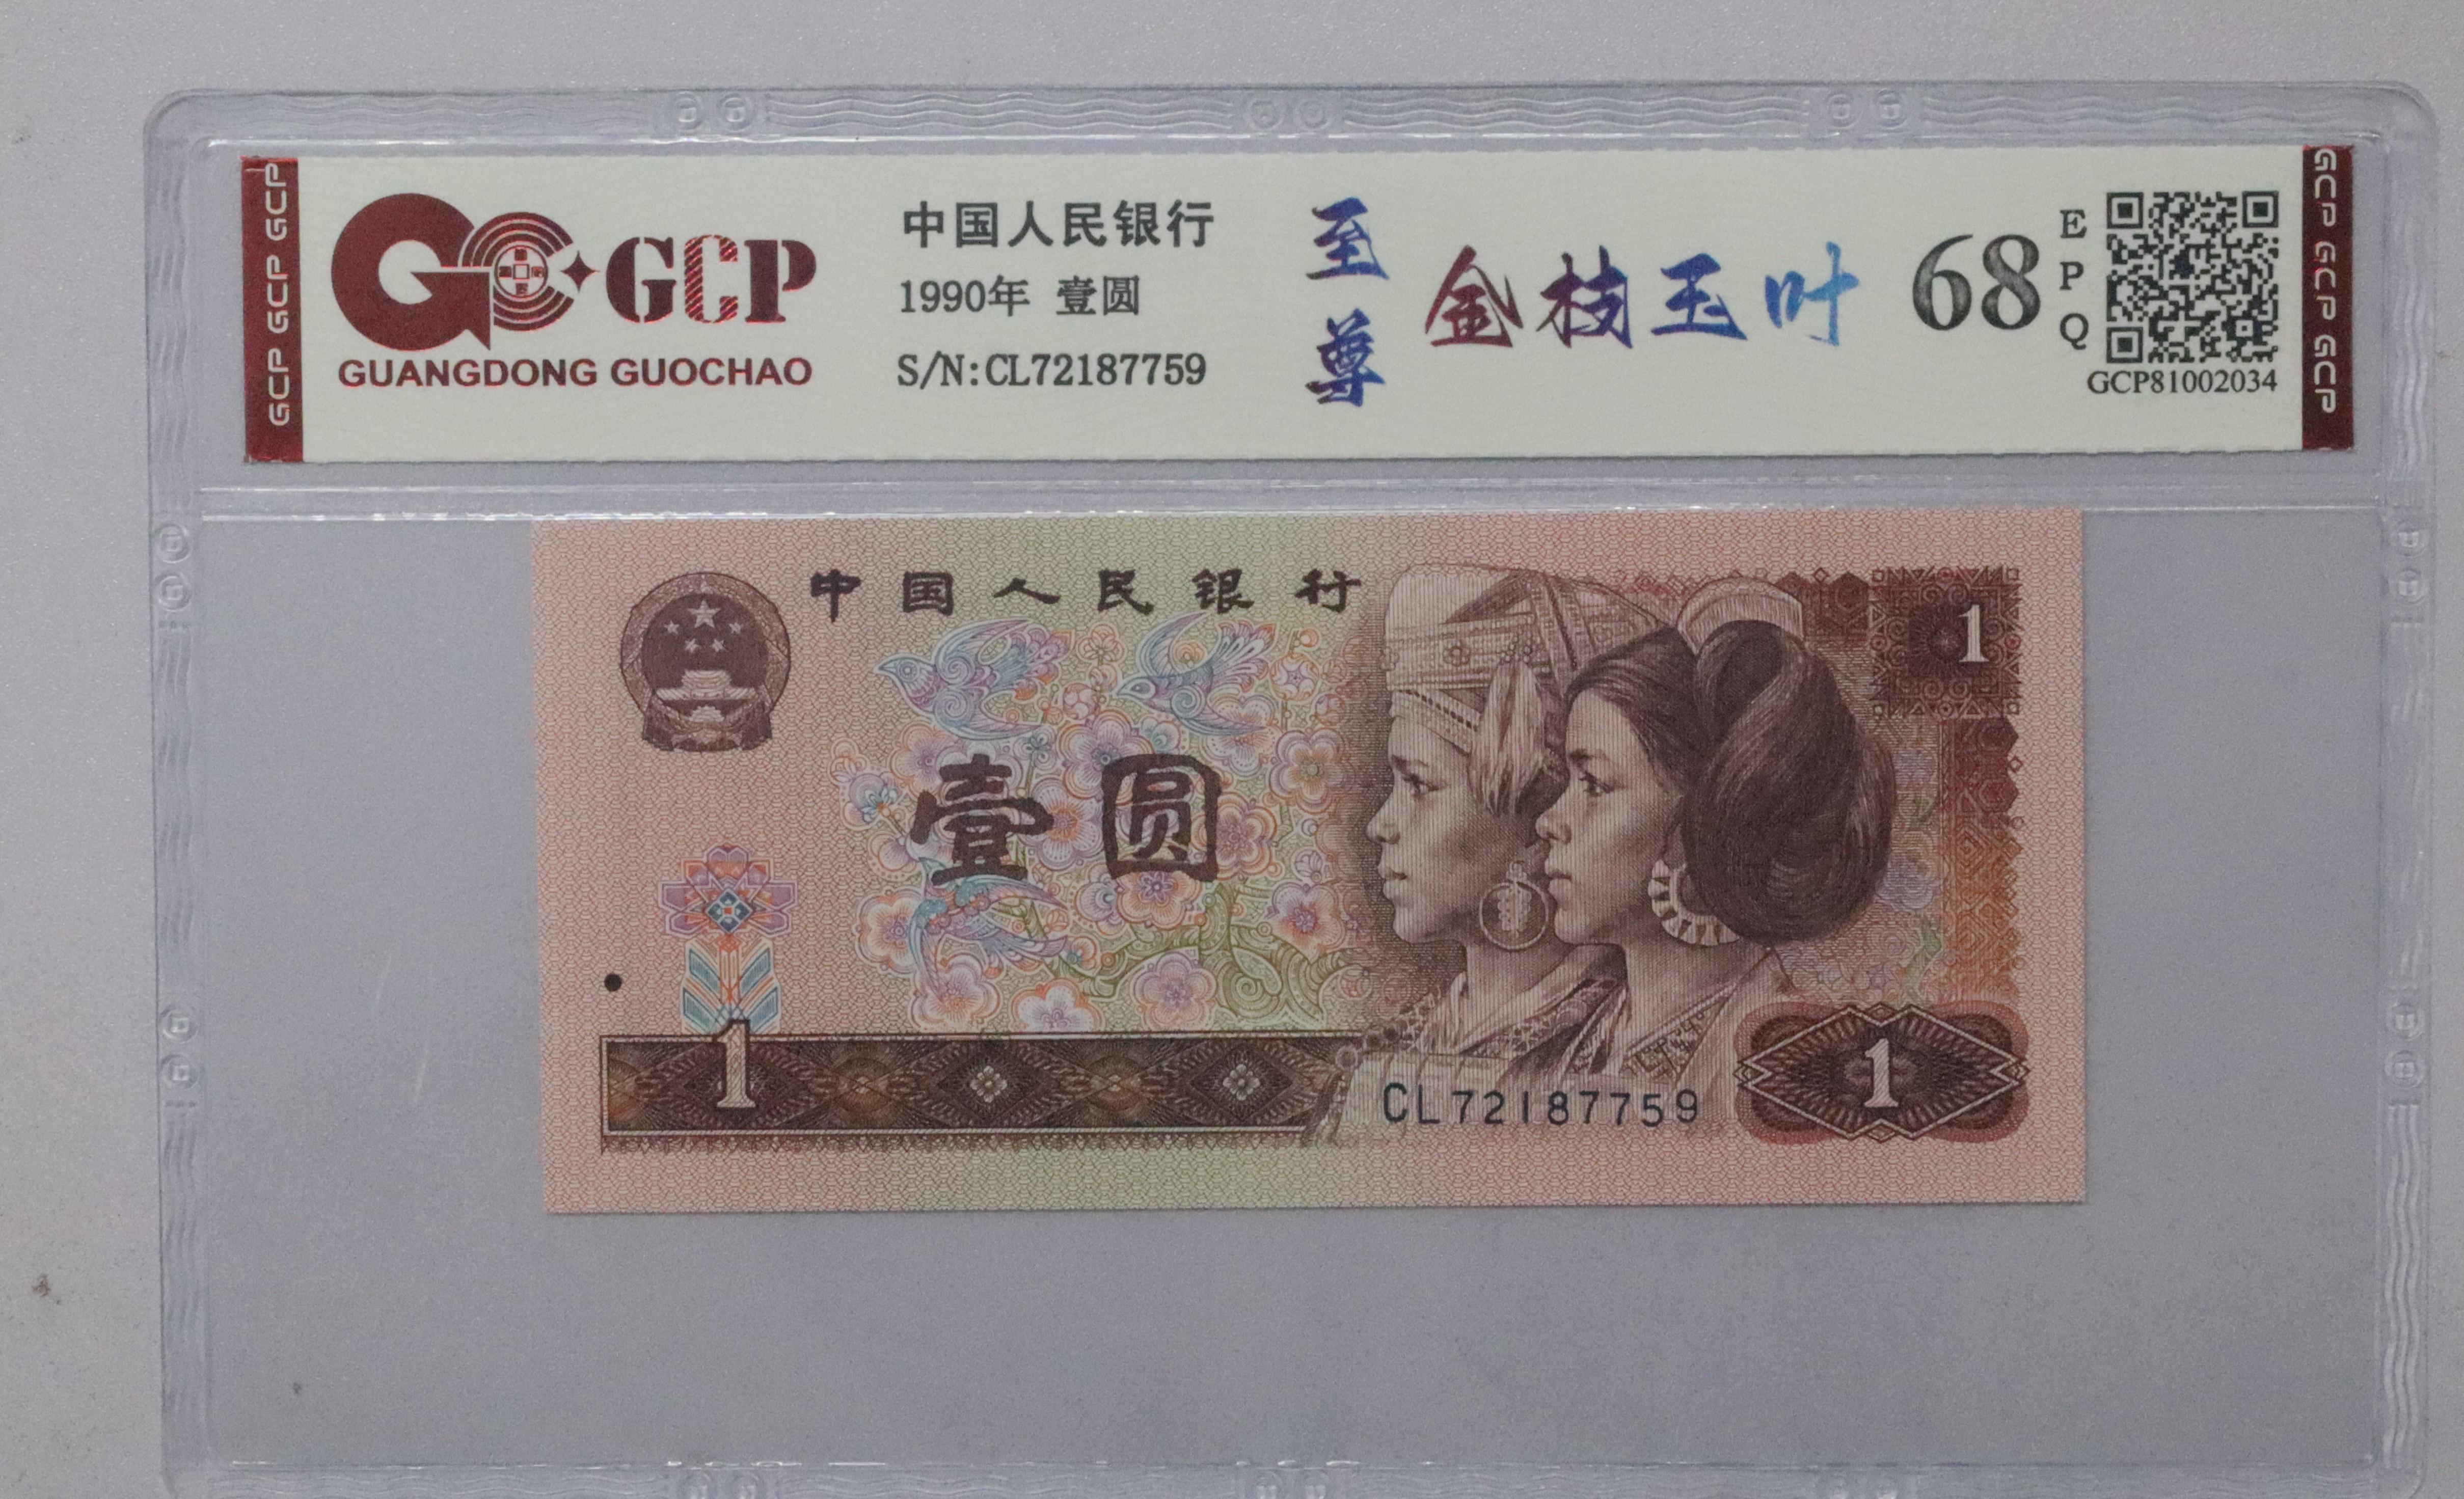 GCP GCP GCP
GCP
GUANGDONG GUOCHAO
中国人民银行
1990年 壹圆
S/N:CL72187759
至尊
金枝玉叶
68
EPQ
GCP81002034
GCP GCP GCP
中国人民银行
1
壹圆
1
CL72187759
1